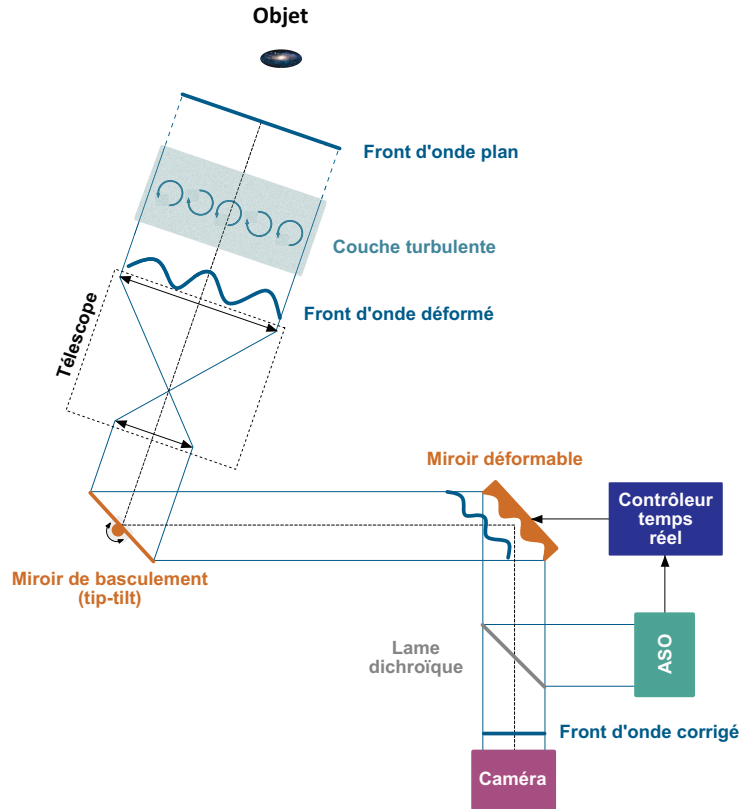 Objet
Front d'onde plan
Couche turbulente
Front d'onde déformé
Télescope
Miroir déformable
Contrôleur
temps
réel
Miroir de basculement
(tip-tilt)
Lame
dichroïque
ASO
Front d'onde corrigé
Caméra